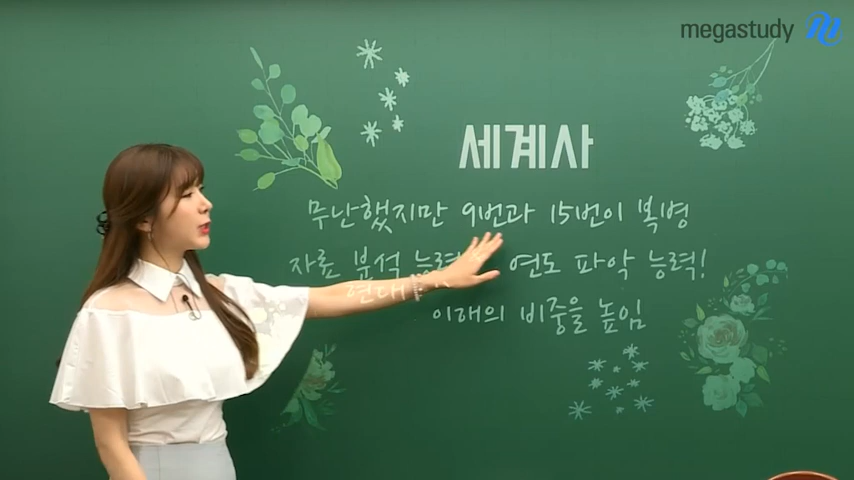 megastudy
세계사
무난했지만 9번과 15번이 복병
자료 분석 능력 연도 파악 능력!
현대 이해의 비중을 높임